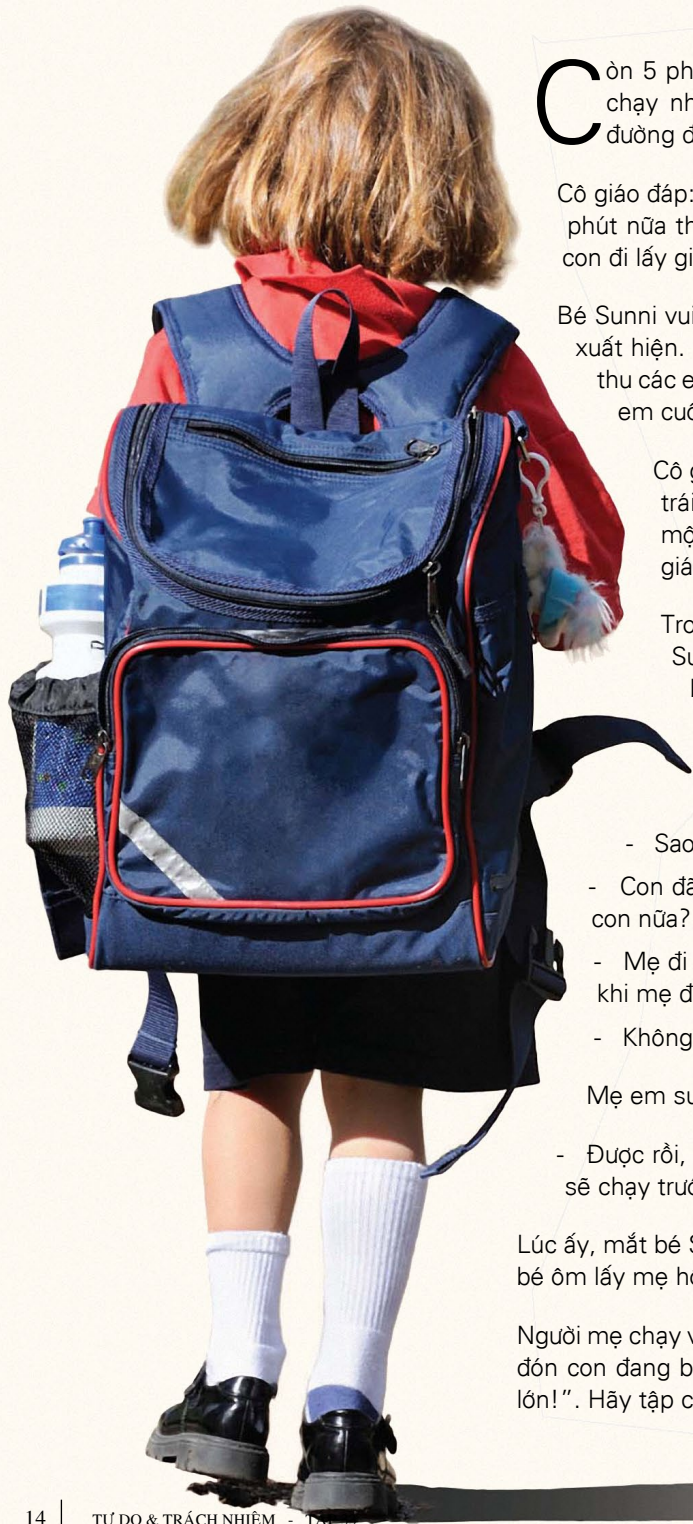 Còn 5 ph
chạy nh
đường đ
Cô giáo đáp:
phút nữa th
con đi lấy gi
Bé Sunni vui
xuất hiện.
thu các e
em cuố
Cô g
trái
mộ
giá
Tro
Su
- Sao
- Con đã
con nữa?
- Mẹ đi
khi mẹ đ
- Không
Mẹ em su
- Được rồi,
sẽ chạy trướ
Lúc ấy, mắt bé S
bé ôm lấy mẹ hô
Người mẹ chạy v
đón con đang b
lớn!”. Hãy tập c
14 | TỰ DO & TRÁCH NHIỆM -